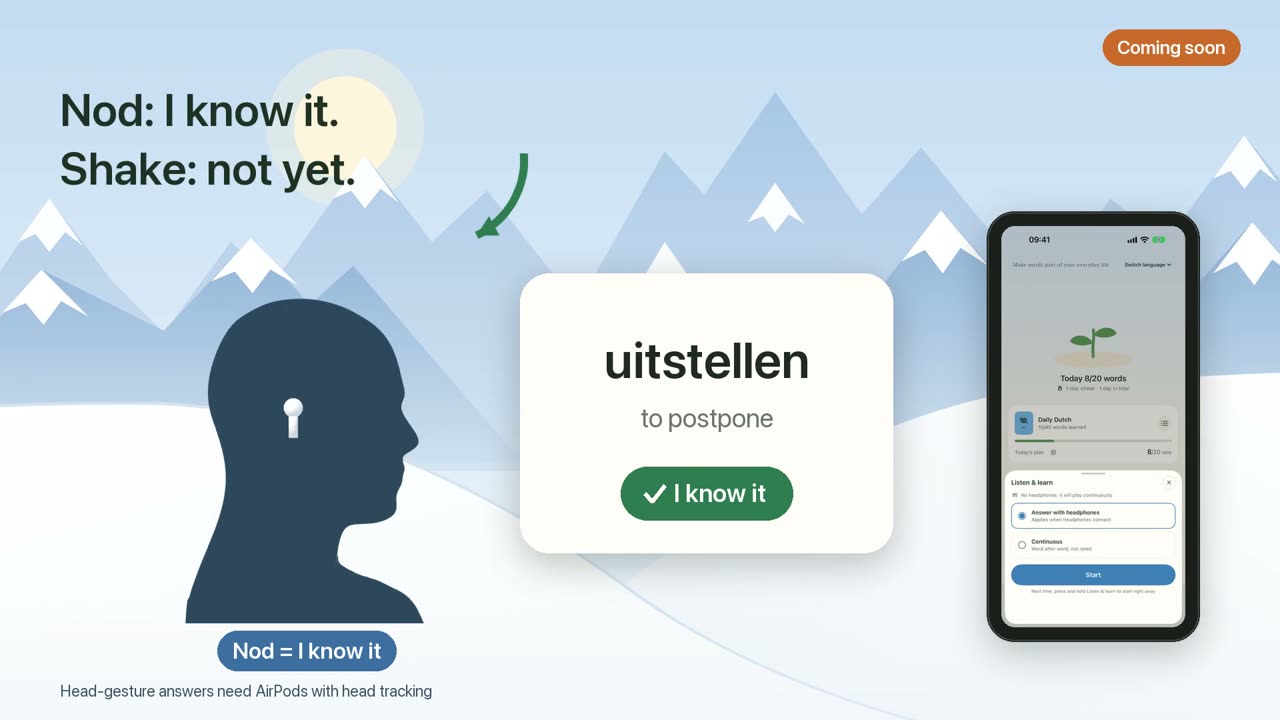 Coming soon
Nod: I know it.
Shake: not yet.
uitstellen
to postpone
I know it
Nod = I know it
Head-gesture answers need AirPods with head tracking
09:41
Make words part of your everyday life
Switch language
Today 8/20 words
1-day streak · 1 day in total
Daily Dutch
10/40 words learned
Today's plan
8/20 new
Listen & learn
No headphones: it will play continuously
Answer with headphones
Applies when headphones connect
Continuous
Word after word, not rated
Start
Next time, press and hold Listen & learn to start right away